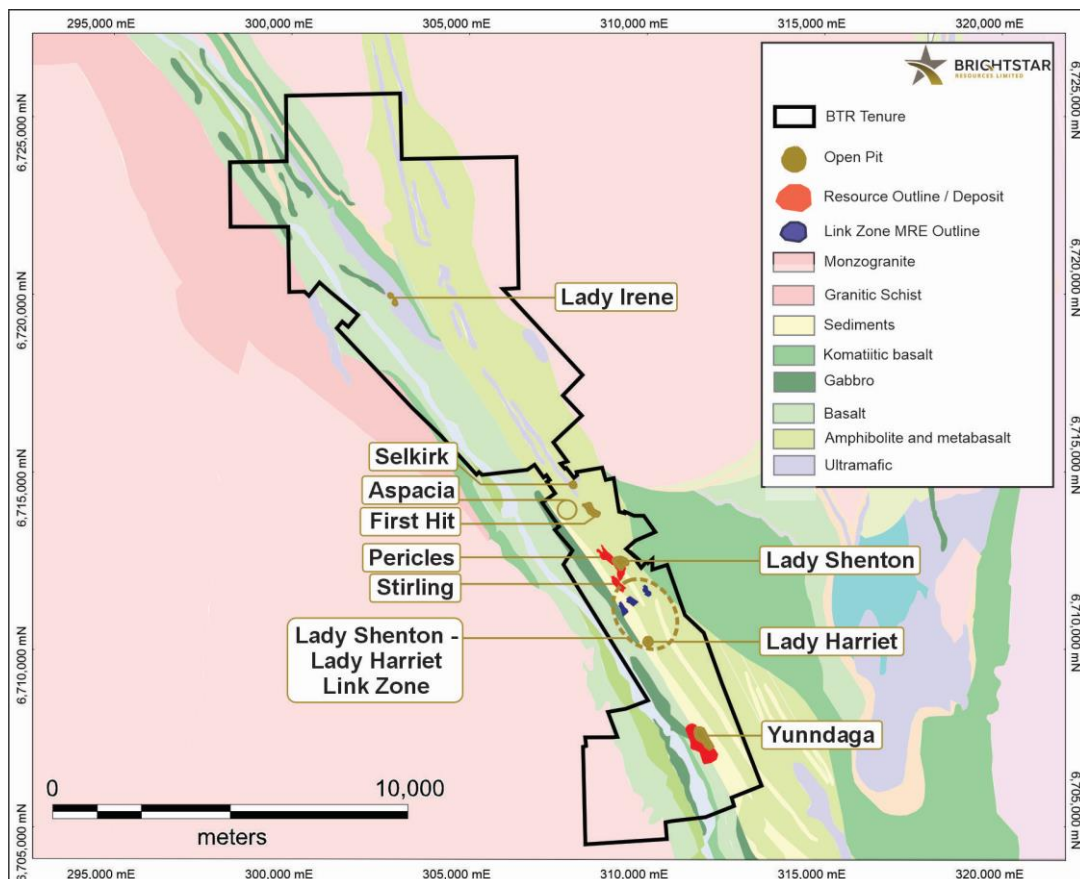 295,000 mE
300,000 mE
305,000 mE
310,000 mE
315,000 mE
320,000 mE
6,725,000 mN
6,720,000 mN
6,715,000 mN
6,710,000 mN
6,705,000 mN
6,725,000 mN
6,720,000 mN
6,715,000 mN
6,710,000 mN
6,705,000 mN
BRIGHTSTAR
RESOURCES LIMITED
BTR Tenure
Open Pit
Resource Outline / Deposit
Link Zone MRE Outline
Monzogranite
Granitic Schist
Sediments
Komatiitic basalt
Gabbro
Basalt
Amphibolite and metabasalt
Ultramafic
Lady Irene
Selkirk
Aspacia
First Hit
Pericles
Stirling
Lady Shenton
Lady Shenton -
Lady Harriet
Link Zone
Lady Harriet
Yunndaga
0
10,000
meters
295,000 mE
300,000 mE
305,000 mE
310,000 mE
315,000 mE
320,000 mE